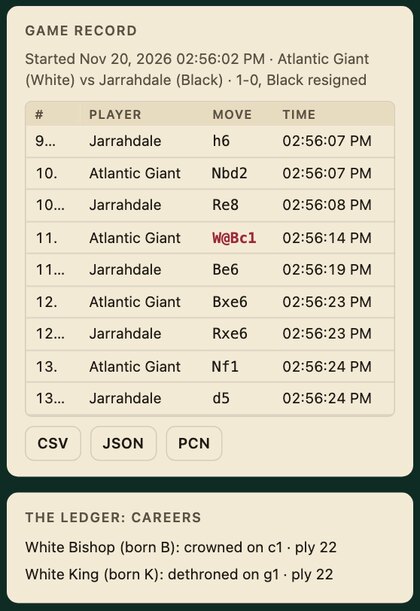 GAME RECORD
Started Nov 20, 2026 02:56:02 PM · Atlantic Giant
(White) vs Jarrahdale (Black) · 1-0, Black resigned
# PLAYER MOVE TIME
9... Jarrahdale h6 02:56:07 PM
10. Atlantic Giant Nbd2 02:56:07 PM
10... Jarrahdale Re8 02:56:08 PM
11. Atlantic Giant W@Bc1 02:56:14 PM
11... Jarrahdale Be6 02:56:19 PM
12. Atlantic Giant Bxe6 02:56:23 PM
12... Jarrahdale Rxe6 02:56:23 PM
13. Atlantic Giant Nf1 02:56:24 PM
13... Jarrahdale d5 02:56:24 PM
CSV JSON PCN
THE LEDGER: CAREERS
White Bishop (born B): crowned on c1 · ply 22
White King (born K): dethroned on g1 · ply 22